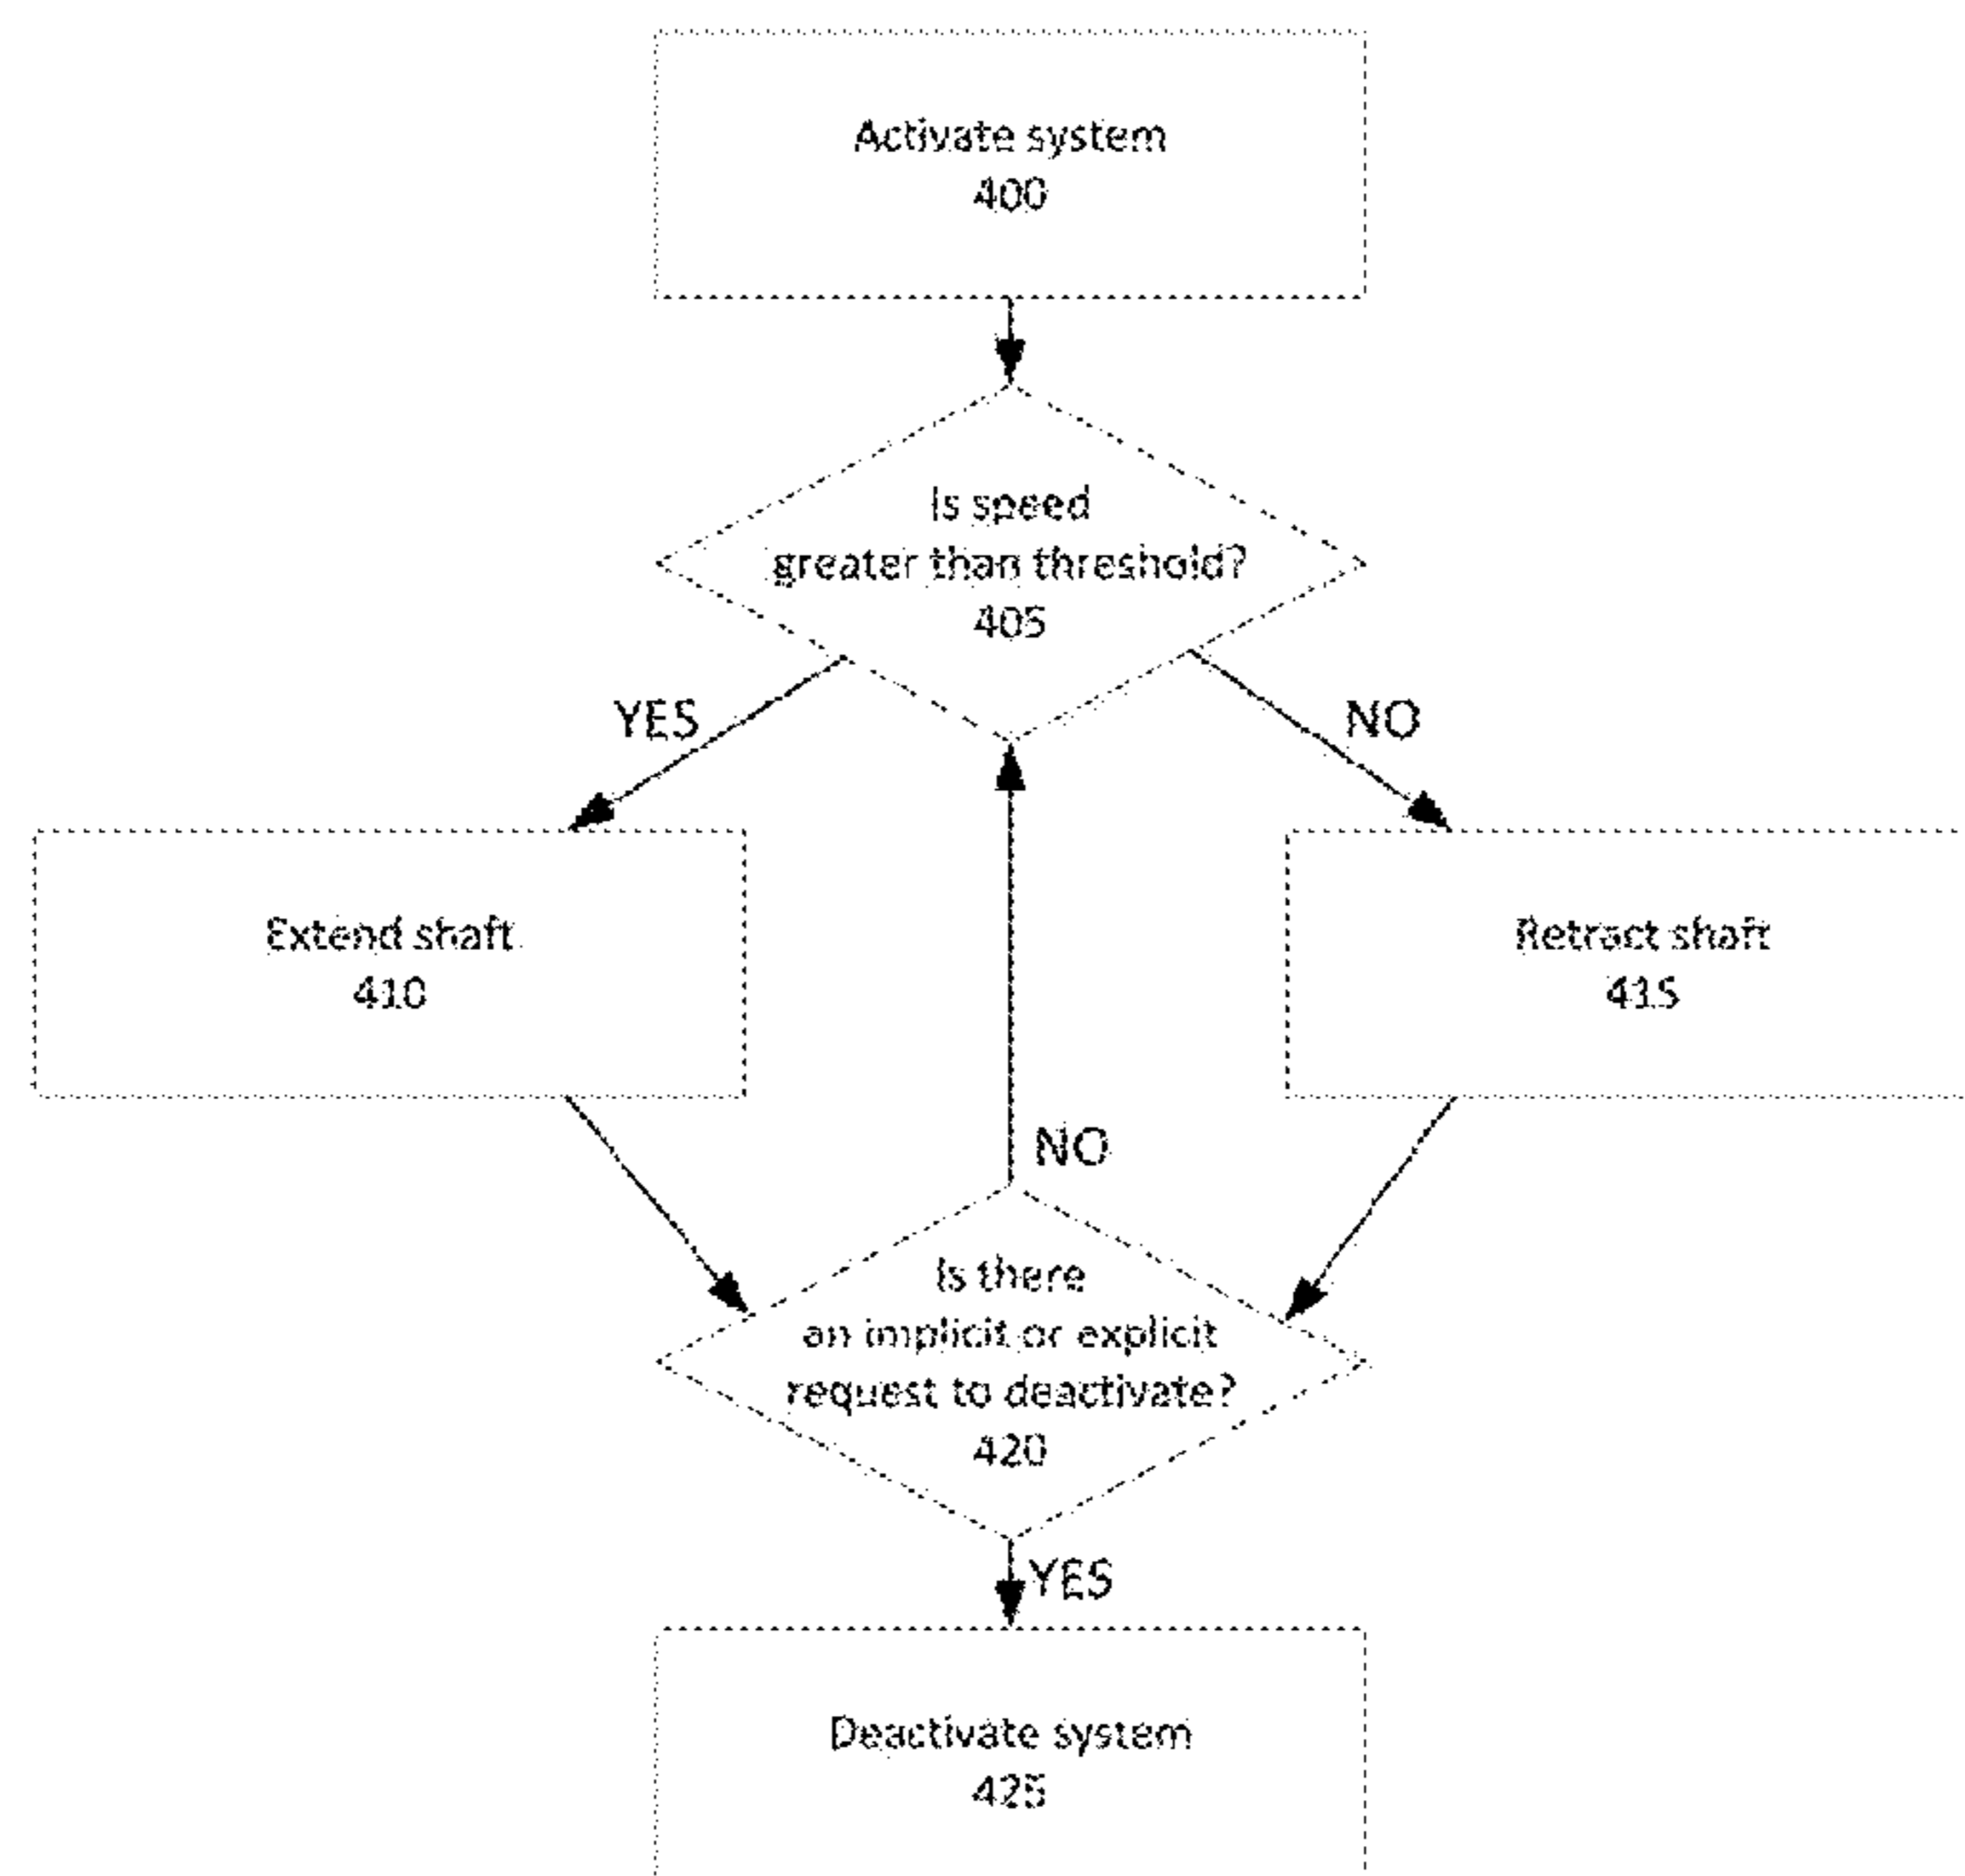 Activate system
400
Is speed
greater than threshold?
405
YES
NO
Extend shaft
410
Retract shaft
415
NO
Is there
an implicit or explicit
request to deactivate?
420
YES
Deactivate system
425